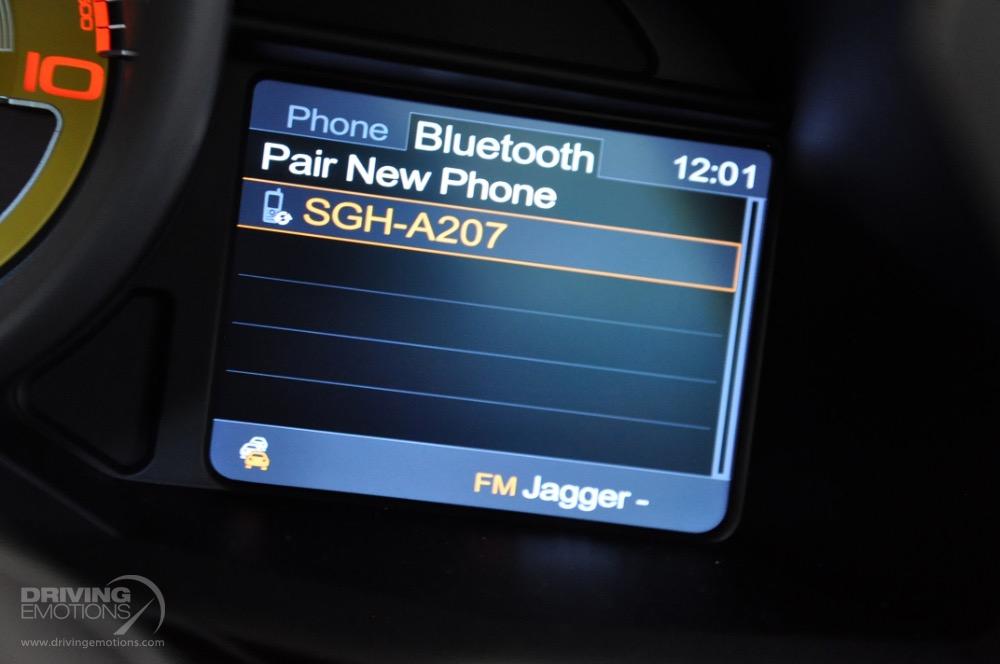 10
Phone
Bluetooth
12:01
Pair New Phone
SGH-A207
FM Jagger -
DRIVING
EMOTIONS
www.drivingemotions.com